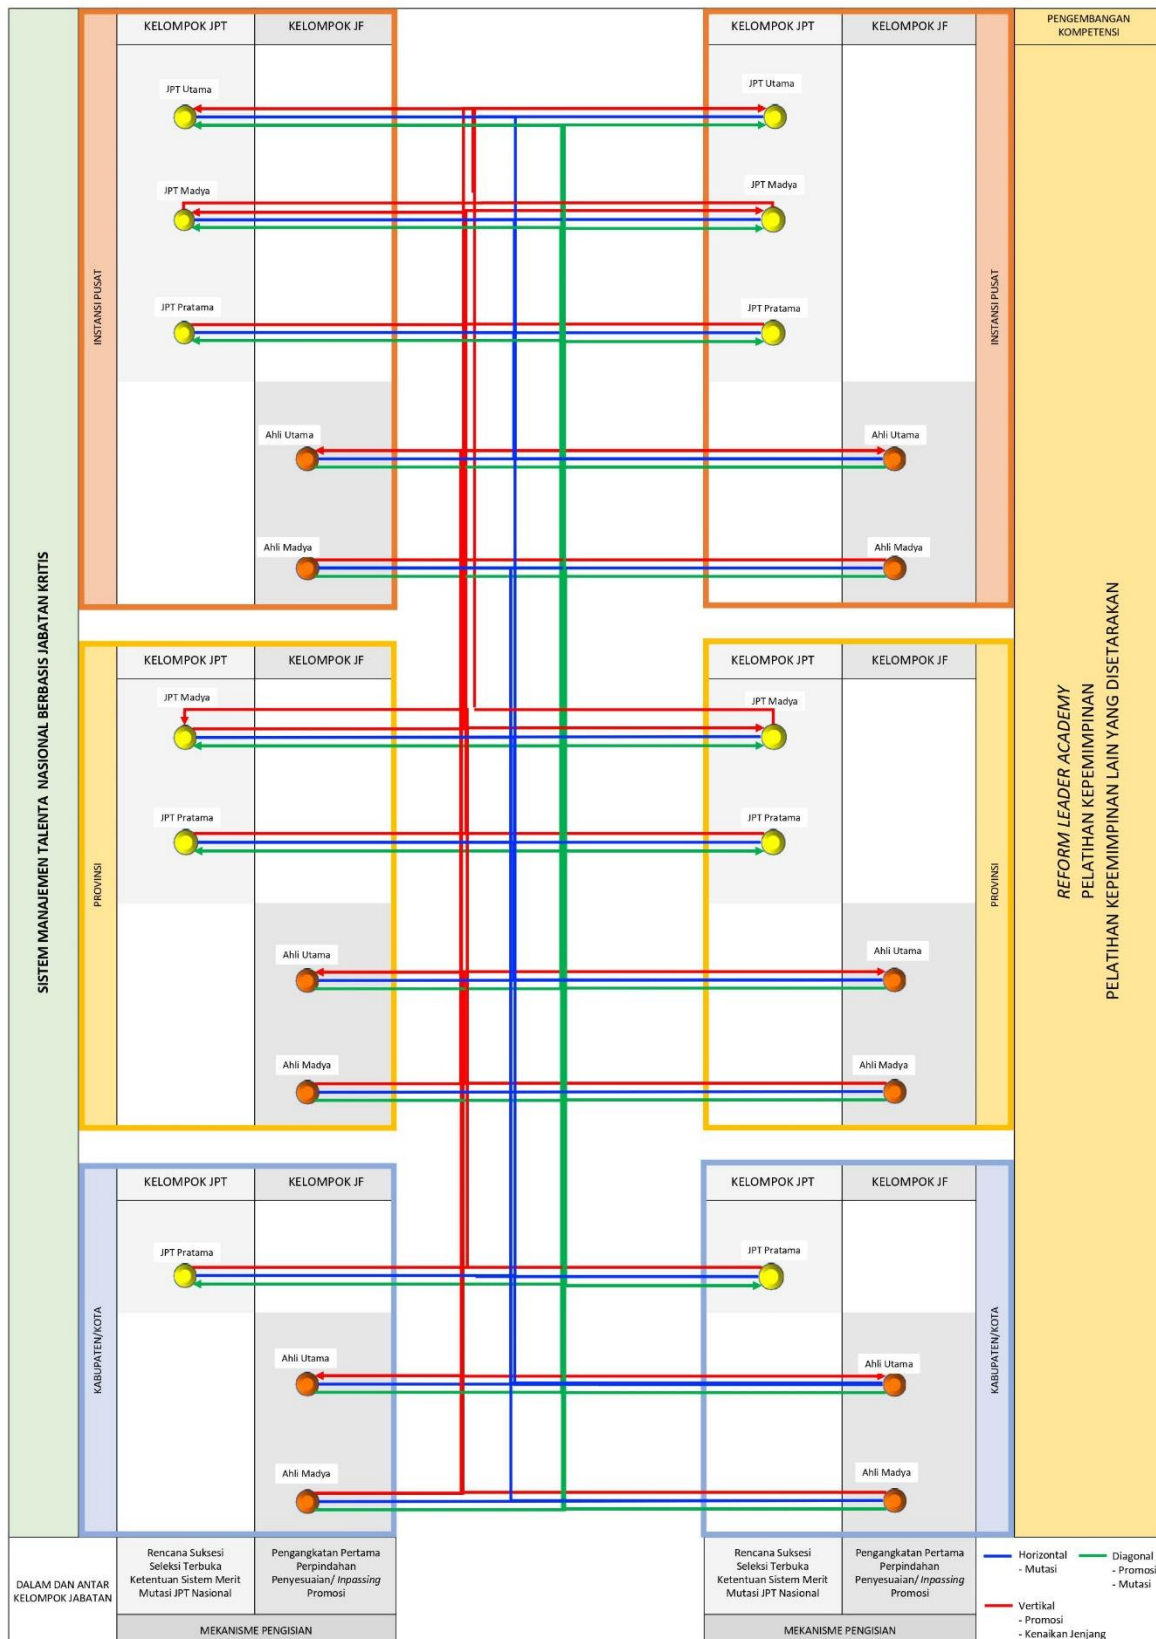 KELOMPOK JPT
KELOMPOK JF
KELOMPOK JPT
KELOMPOK JF
PENGEMBANGAN
KOMPETENSI
JPT Utama
JPT Utama
JPT Madya
JPT Madya
INSTANSI PUSAT
INSTANSI PUSAT
JPT Pratama
JPT Pratama
Ahli Utama
Ahli Utama
Ahli Madya
Ahli Madya
SISTEM MANAJEMEN TALENTA NASIONAL BERBASIS JABATAN KRITIS
KELOMPOK JPT
KELOMPOK JF
KELOMPOK JPT
KELOMPOK JF
JPT Madya
JPT Madya
JPT Pratama
JPT Pratama
PROVINSI
PROVINSI
Ahli Utama
Ahli Utama
Ahli Madya
Ahli Madya
REFORM LEADER ACADEMY
PELATIHAN KEPEMIMPINAN
PELATIHAN KEPEMIMPINAN LAIN YANG DISETARAKAN
KELOMPOK JPT
KELOMPOK JF
KELOMPOK JPT
KELOMPOK JF
JPT Pratama
JPT Pratama
KABUPATEN/KOTA
KABUPATEN/KOTA
Ahli Utama
Ahli Utama
Ahli Madya
Ahli Madya
DALAM DAN ANTAR
KELOMPOK JABATAN
Rencana Suksesi
Seleksi Terbuka
Ketentuan Sistem Merit
Mutasi JPT Nasional
Pengangkatan Pertama
Perpindahan
Penyesuaian/ Inpassing
Promosi
MEKANISME PENGISIAN
Rencana Suksesi
Seleksi Terbuka
Ketentuan Sistem Merit
Mutasi JPT Nasional
Pengangkatan Pertama
Perpindahan
Penyesuaian/ Inpassing
Promosi
MEKANISME PENGISIAN
Horizontal
- Mutasi
Diagonal
- Promosi
- Mutasi
Vertikal
- Promosi
- Kenaikan Jenjang